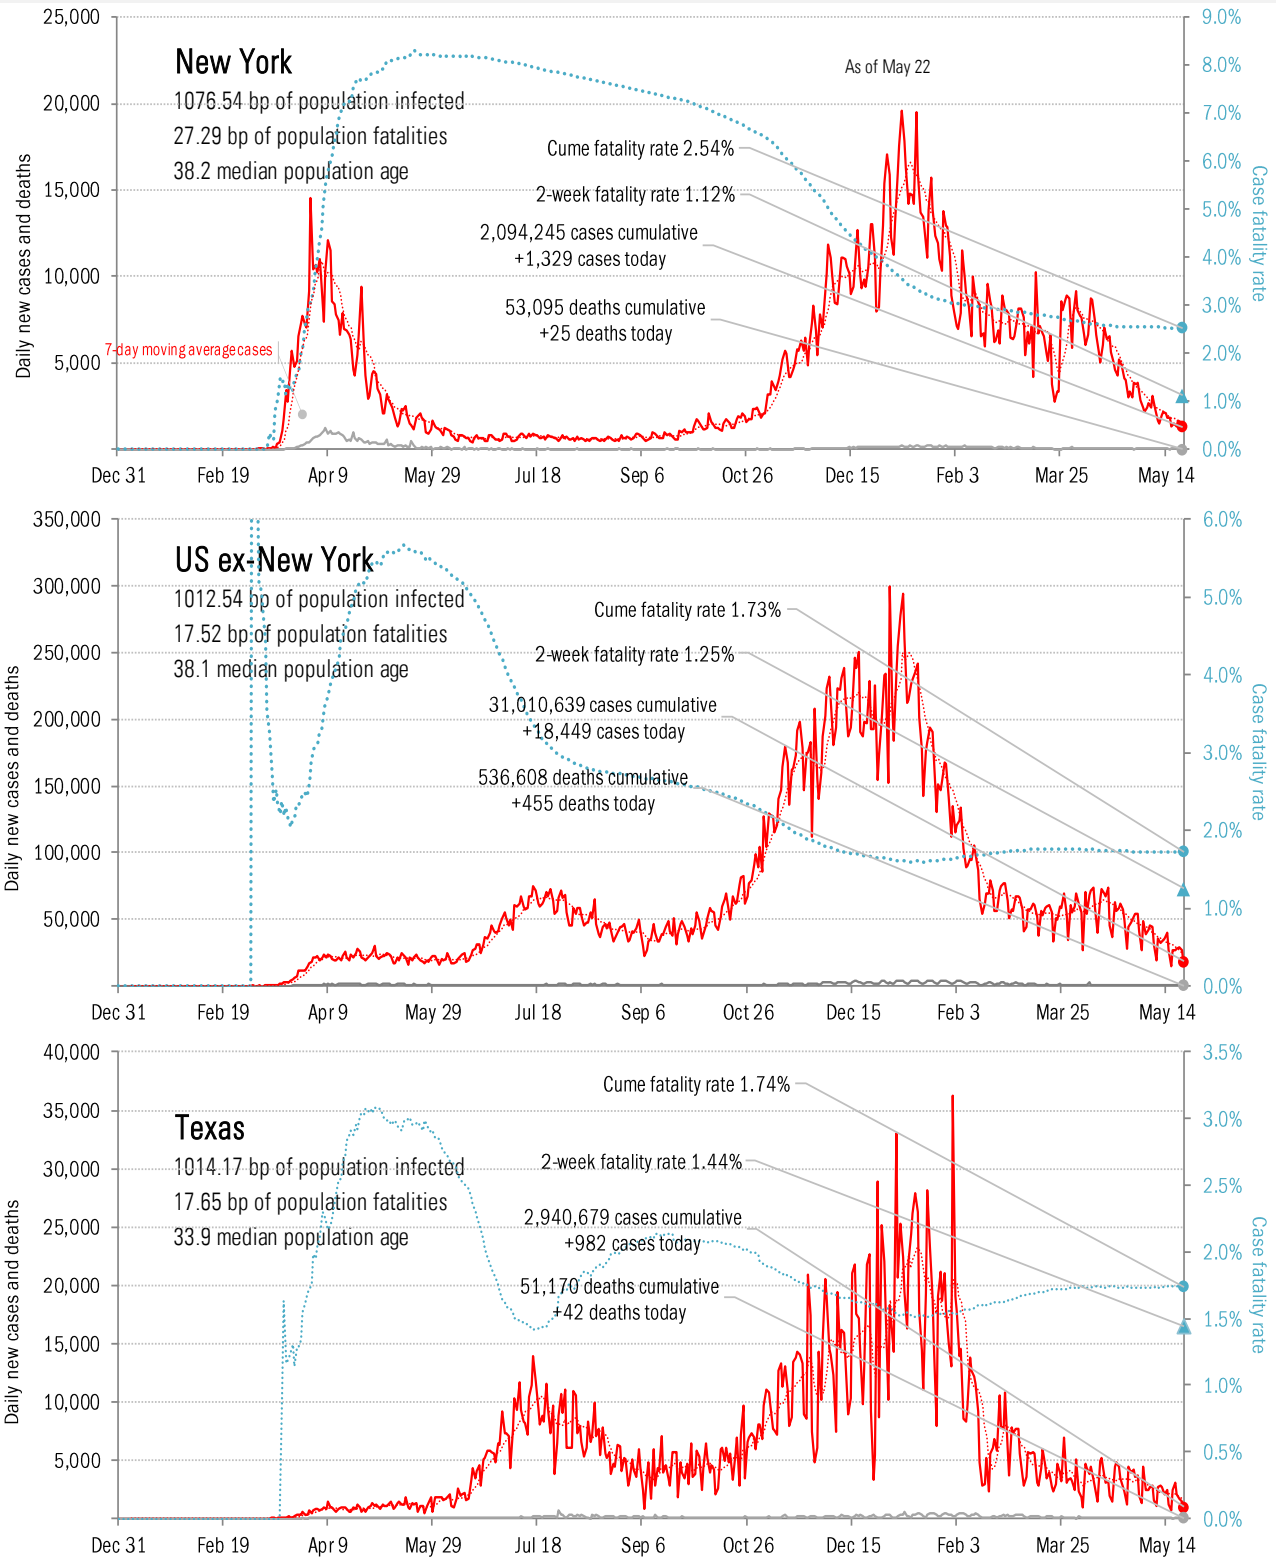 25,000
9.0%
New York
As of May 22
8.0%
1076.54 bp of population infected
20,000
7.0%
27.29 bp of population fatalities
Cume fatality rate 2.54%
6.0%
38.2 median population age
15,000
2-week fatality rate 1.12%
5.0%
2,094,245 cases cumulative
+1,329 cases today
4.0%
10,000
53,095 deaths cumulative
+25 deaths today
3.0%
7-day moving average cases
5,000
2.0%
1.0%
0.0%
Daily new cases and deaths
Case fatality rate
Dec 31 Feb 19 Apr 9 May 29 Jul 18 Sep 6 Oct 26 Dec 15 Feb 3 Mar 25 May 14
350,000
6.0%
US ex-New York
300,000
1012.54 bp of population infected
5.0%
Cume fatality rate 1.73%
17.52 bp of population fatalities
250,000
2-week fatality rate 1.25%
38.1 median population age
4.0%
31,010,639 cases cumulative
200,000
+18,449 cases today
3.0%
536,608 deaths cumulative
150,000
+455 deaths today
2.0%
100,000
1.0%
50,000
0.0%
Daily new cases and deaths
Case fatality rate
Dec 31 Feb 19 Apr 9 May 29 Jul 18 Sep 6 Oct 26 Dec 15 Feb 3 Mar 25 May 14
40,000
3.5%
Cume fatality rate 1.74%
35,000
3.0%
Texas
30,000
1014.17 bp of population infected
2-week fatality rate 1.44%
2.5%
17.65 bp of population fatalities
25,000
2,940,679 cases cumulative
33.9 median population age
+982 cases today
2.0%
20,000
51,170 deaths cumulative
+42 deaths today
1.5%
15,000
1.0%
10,000
0.5%
5,000
0.0%
Daily new cases and deaths
Case fatality rate
Dec 31 Feb 19 Apr 9 May 29 Jul 18 Sep 6 Oct 26 Dec 15 Feb 3 Mar 25 May 14